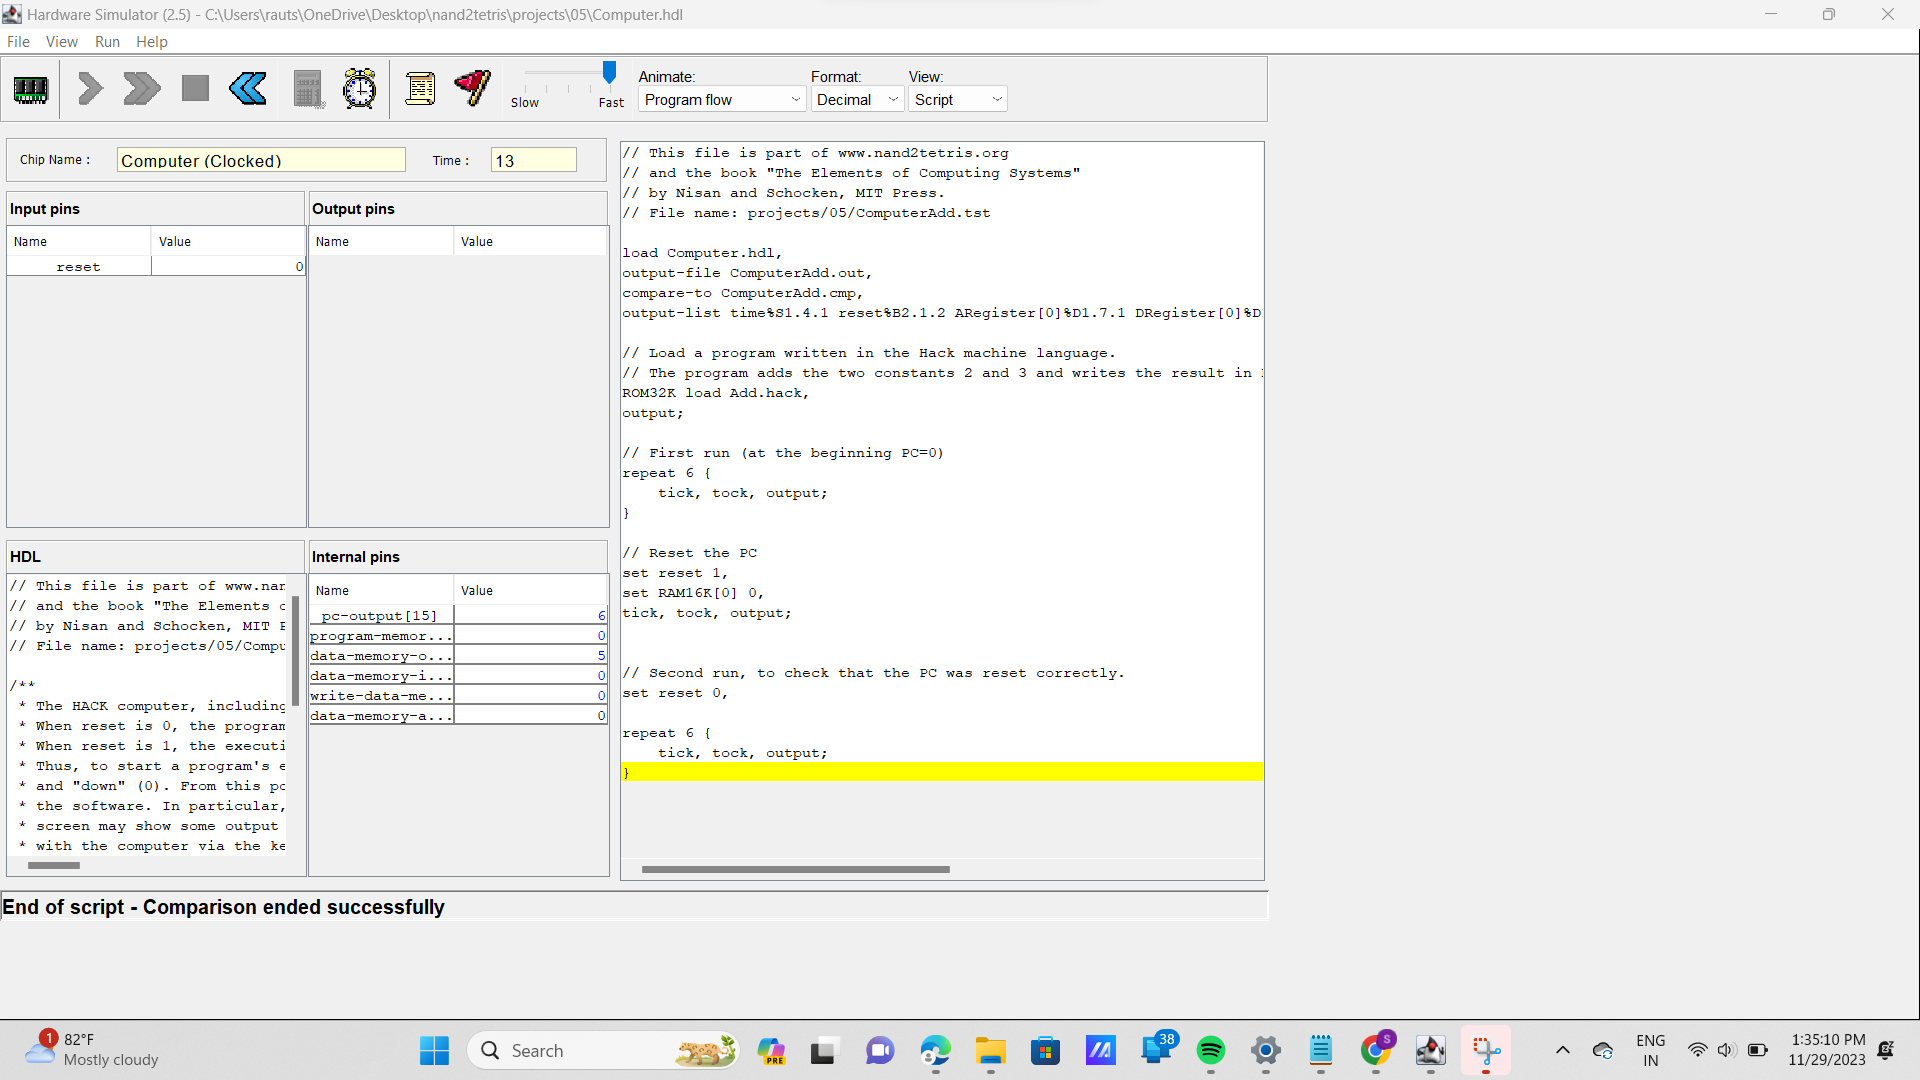 Hardware Simulator (2.5) - C:\Users\rauts\OneDrive\Desktop\nand2tetris\projects\05\Computer.hdl
File View Run Help
Slow Fast
Animate: Format: View:
Program flow Decimal Script
Chip Name : Computer (Clocked) Time : 13
Input pins
Name Value
reset 0
Output pins
Name Value
HDL
// This file is part of www.nan
// and the book "The Elements o
// by Nisan and Schocken, MIT P
// File name: projects/05/Compu
/**
* The HACK computer, including
* When reset is 0, the program
* When reset is 1, the executi
* Thus, to start a program's e
* and "down" (0). From this po
* the software. In particular,
* screen may show some output
* with the computer via the ke
Internal pins
Name Value
pc-output[15] 6
program-memor... 0
data-memory-o... 5
data-memory-i... 0
write-data-me... 0
data-memory-a... 0
// This file is part of www.nand2tetris.org
// and the book "The Elements of Computing Systems"
// by Nisan and Schocken, MIT Press.
// File name: projects/05/ComputerAdd.tst
load Computer.hdl,
output-file ComputerAdd.out,
compare-to ComputerAdd.cmp,
output-list time%S1.4.1 reset%B2.1.2 ARegister[0]%D1.7.1 DRegister[0]%D
// Load a program written in the Hack machine language.
// The program adds the two constants 2 and 3 and writes the result in
ROM32K load Add.hack,
output;
// First run (at the beginning PC=0)
repeat 6 {
tick, tock, output;
}
// Reset the PC
set reset 1,
set RAM16K[0] 0,
tick, tock, output;
// Second run, to check that the PC was reset correctly.
set reset 0,
repeat 6 {
tick, tock, output;
}
End of script - Comparison ended successfully
1
82°F
Mostly cloudy
Search
PRE
38
S
ENG
IN
1:35:10 PM
11/29/2023